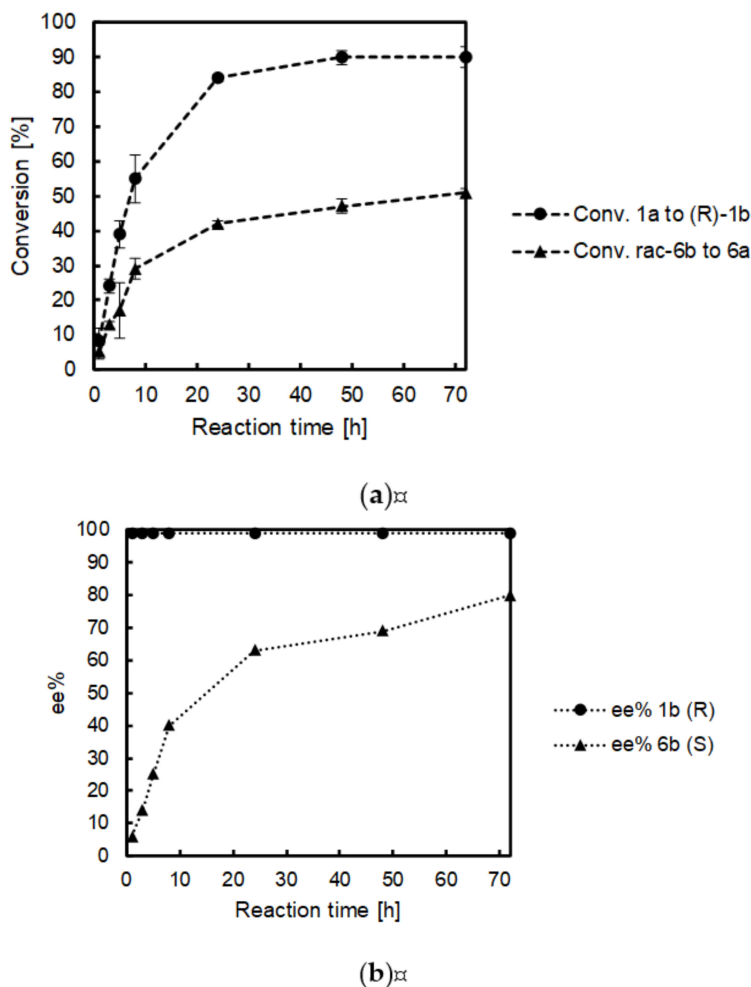 100
90
80
70
60
50
40
30
20
10
0
Conversion [%]
0 10 20 30 40 50 60 70
Reaction time [h]
Conv. 1a to (R)-1b
Conv. rac-6b to 6a
(a)¤
100
90
80
70
60
50
40
30
20
10
0
ee%
0 10 20 30 40 50 60 70
Reaction time [h]
ee% 1b (R)
ee% 6b (S)
(b)¤